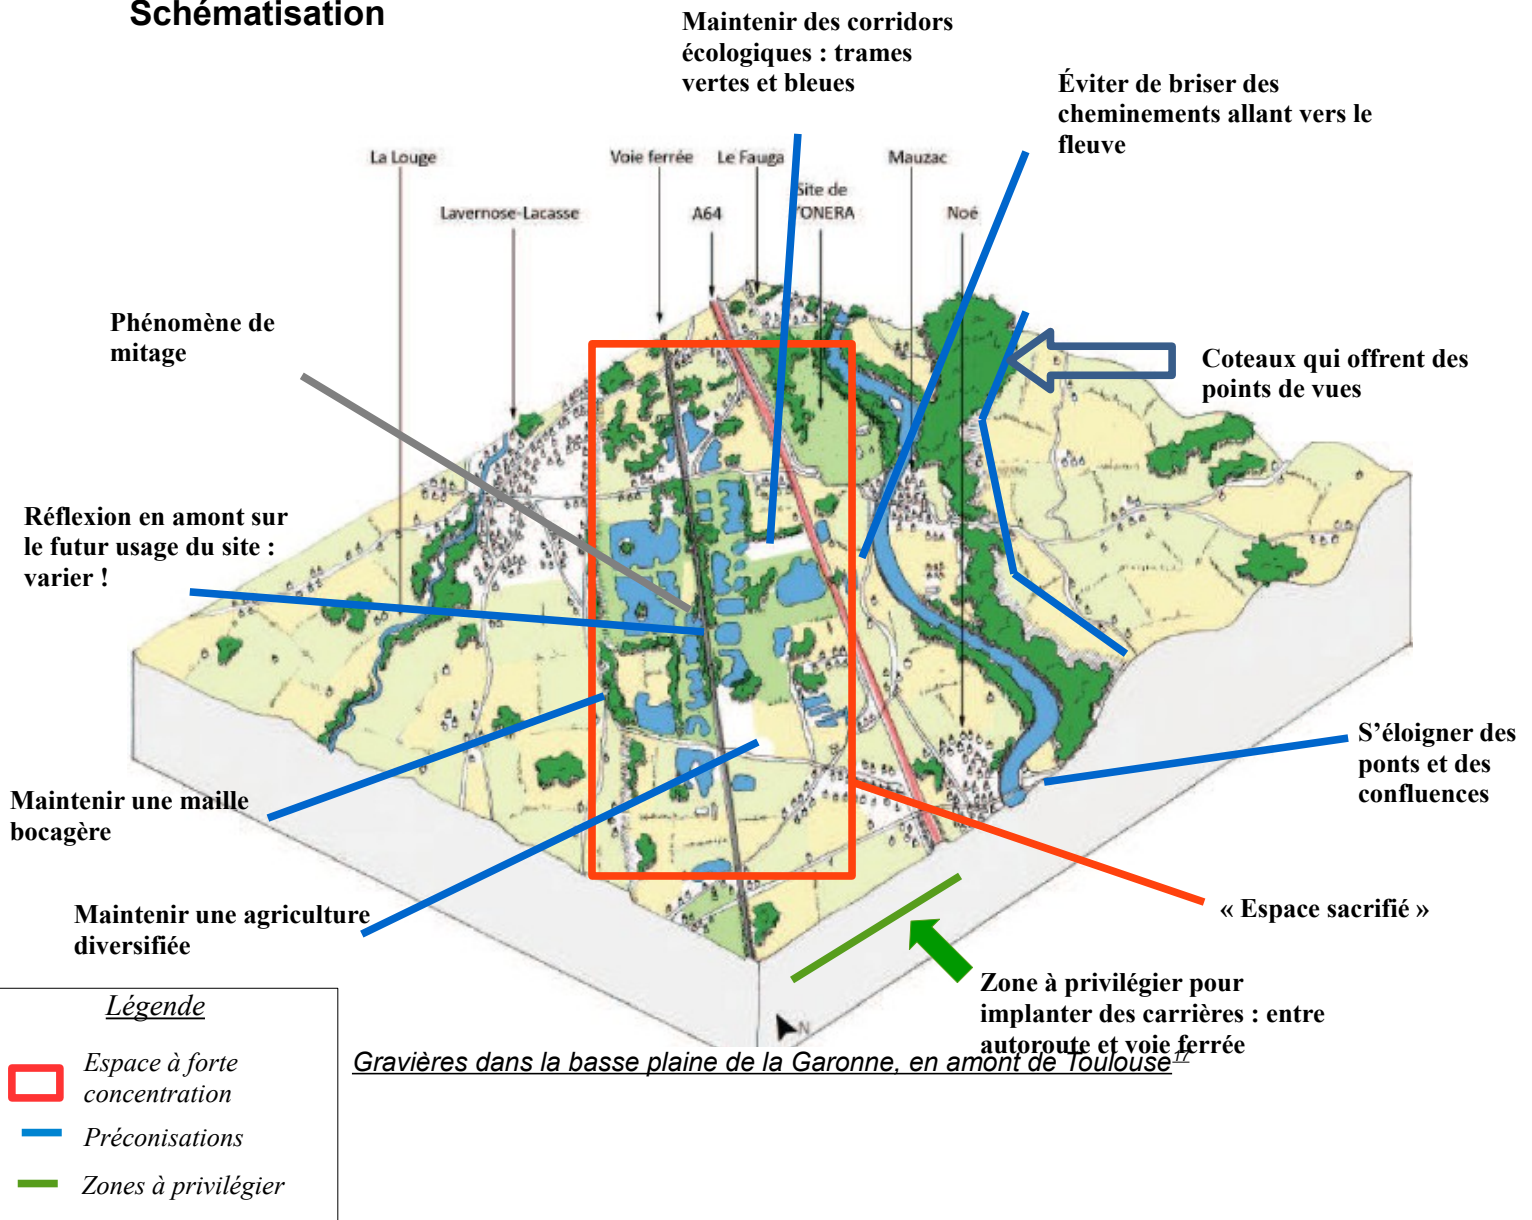 Schématisation
Maintenir des corridors
écologiques : trames
vertes et bleues
Éviter de briser des
cheminements allant vers le
fleuve
La Louge
Voie ferrée
Le Fauga
Mauzac
Site de
l'ONERA
Lavernose-Lacasse
A64
Noé
Phénomène de
mitage
Coteaux qui offrent des
points de vues
Réflexion en amont sur
le futur usage du site :
varier !
S'éloigner des
ponts et des
confluences
Maintenir une maille
bocagère
Maintenir une agriculture
diversifiée
« Espace sacrifié »
Zone à privilégier pour
implanter des carrières : entre
autoroute et voie ferrée
N
Gravières dans la basse plaine de la Garonne, en amont de Toulouse17
Légende
Espace à forte
concentration
Préconisations
Zones à privilégier